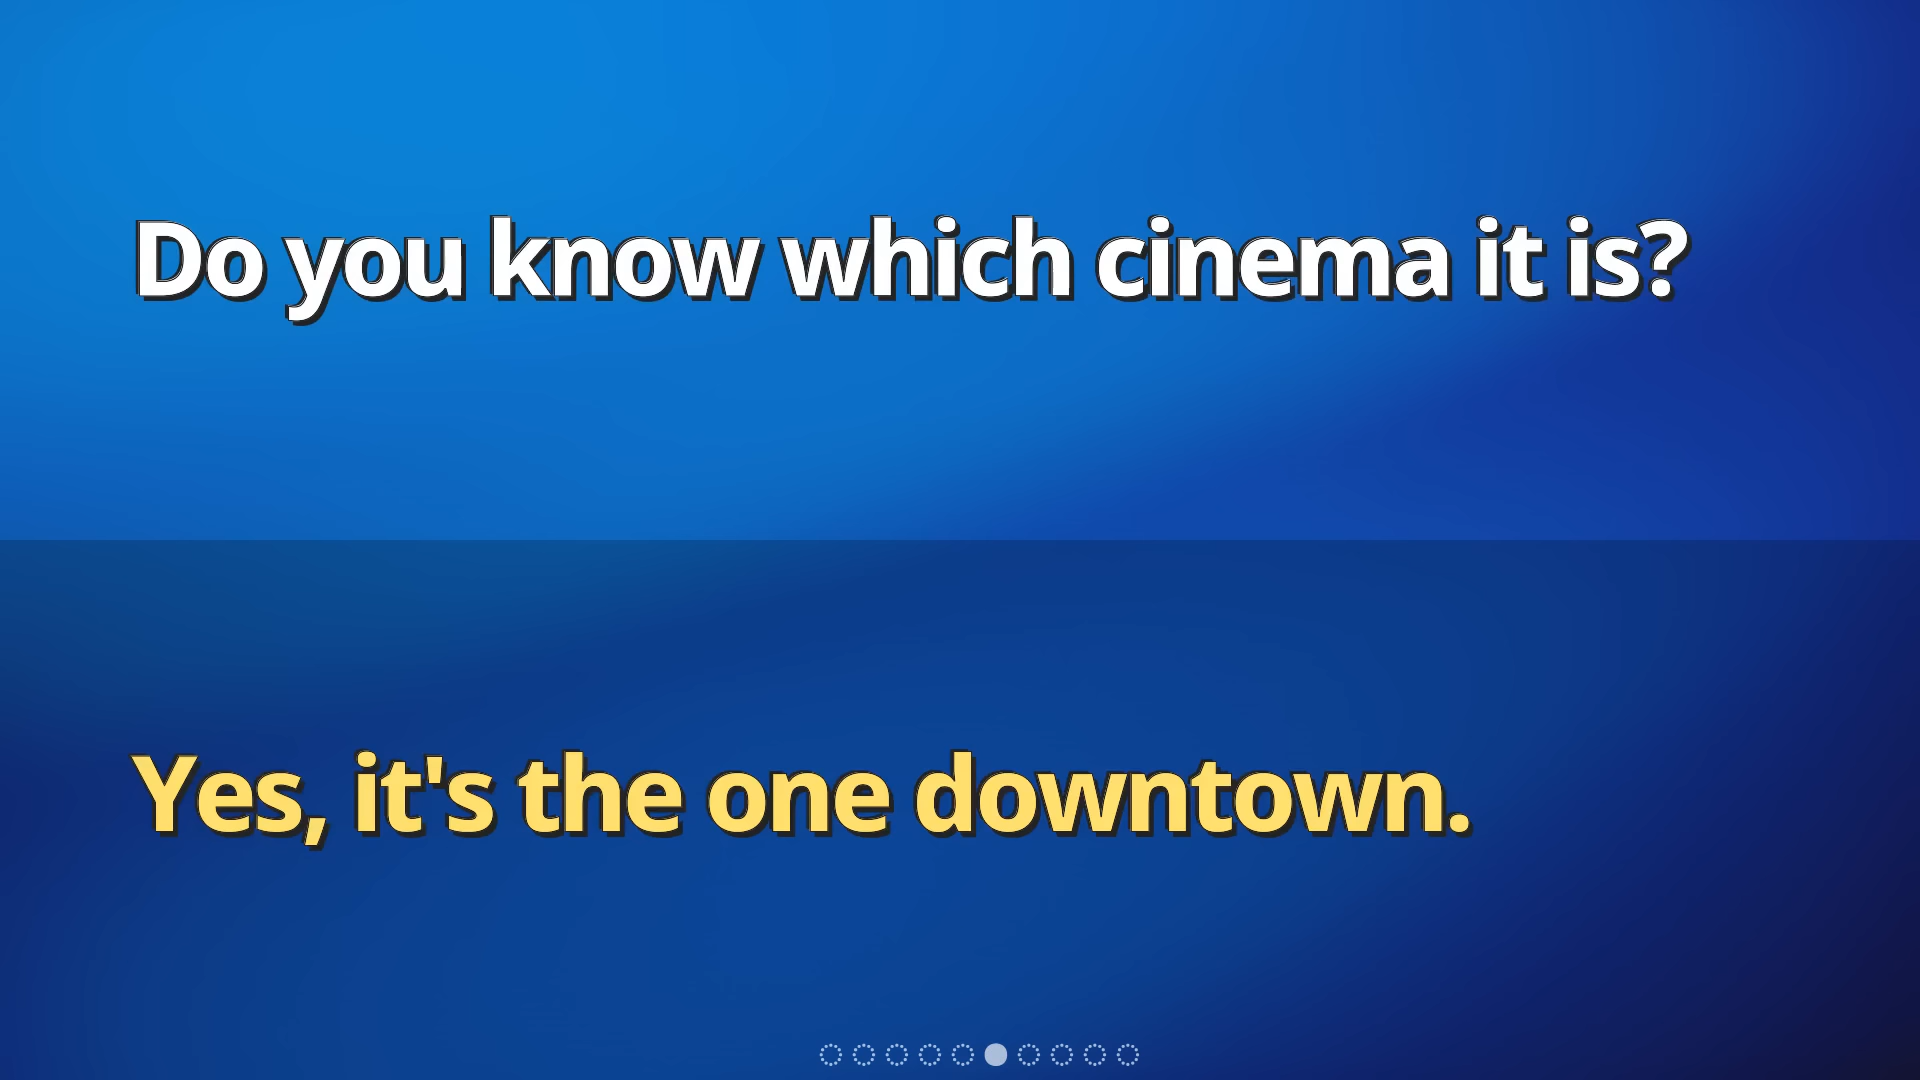 Do you know which cinema it is?
Yes, it's the one downtown.